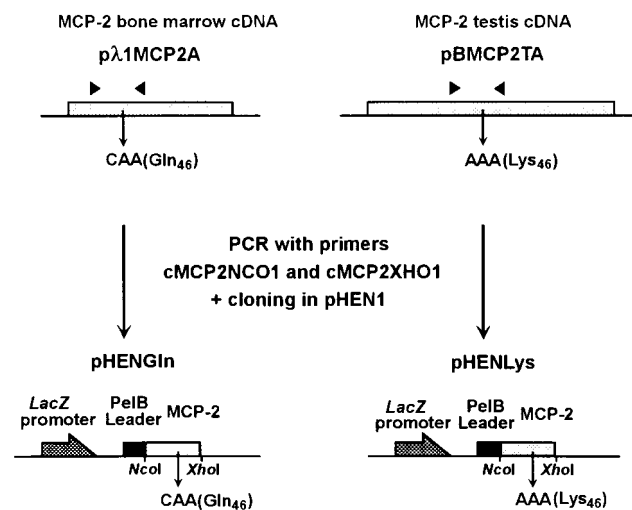 MCP-2 bone marrow cDNA
pλ1MCP2A
CAA(Gln46)
MCP-2 testis cDNA
pBMCP2TA
AAA(Lys46)
PCR with primers
cMCP2NCO1 and cMCP2XHO1
+ cloning in pHEN1
pHENGln
LacZ
promoter
PelB
Leader
MCP-2
NcoI
XhoI
CAA(Gln46)
pHENLys
LacZ
promoter
PelB
Leader
MCP-2
NcoI
XhoI
AAA(Lys46)